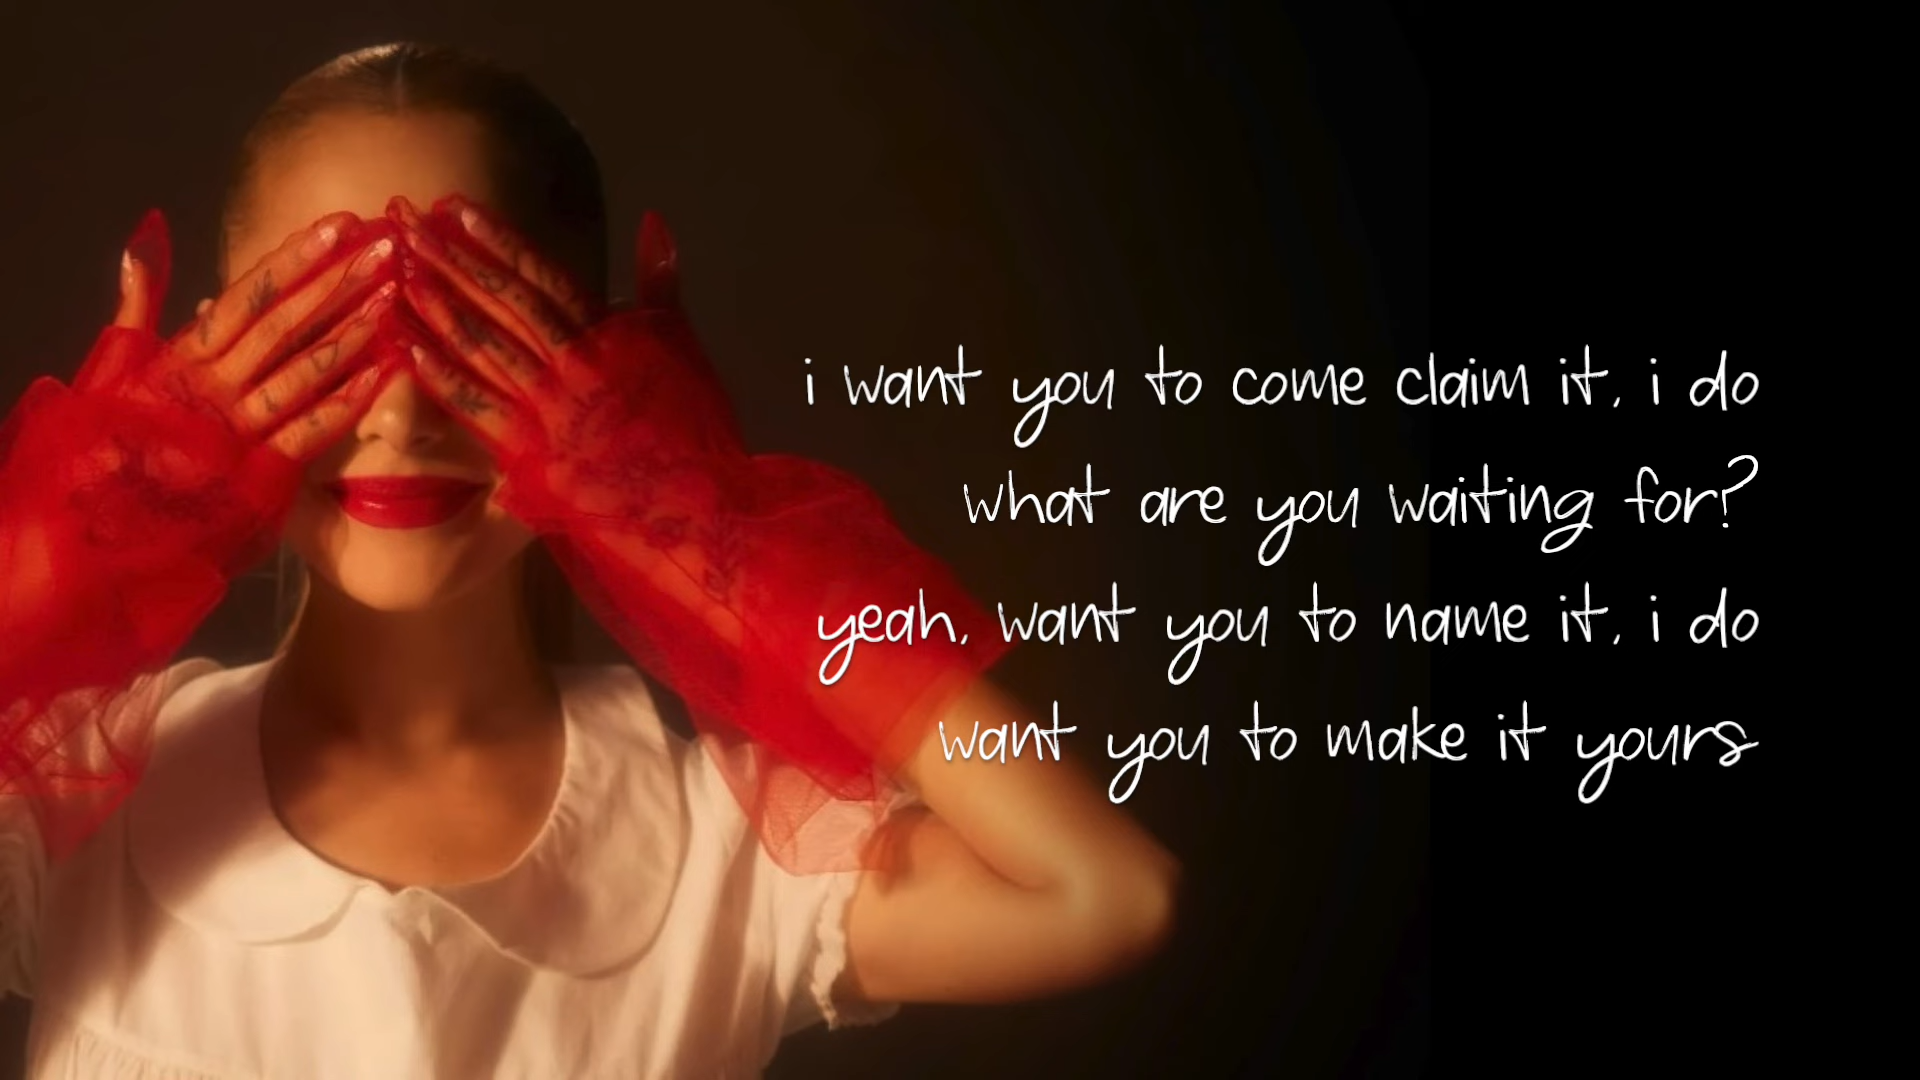 i want you to come claim it, i do
what are you waiting for?
yeah, want you to name it, i do
want you to make it yours